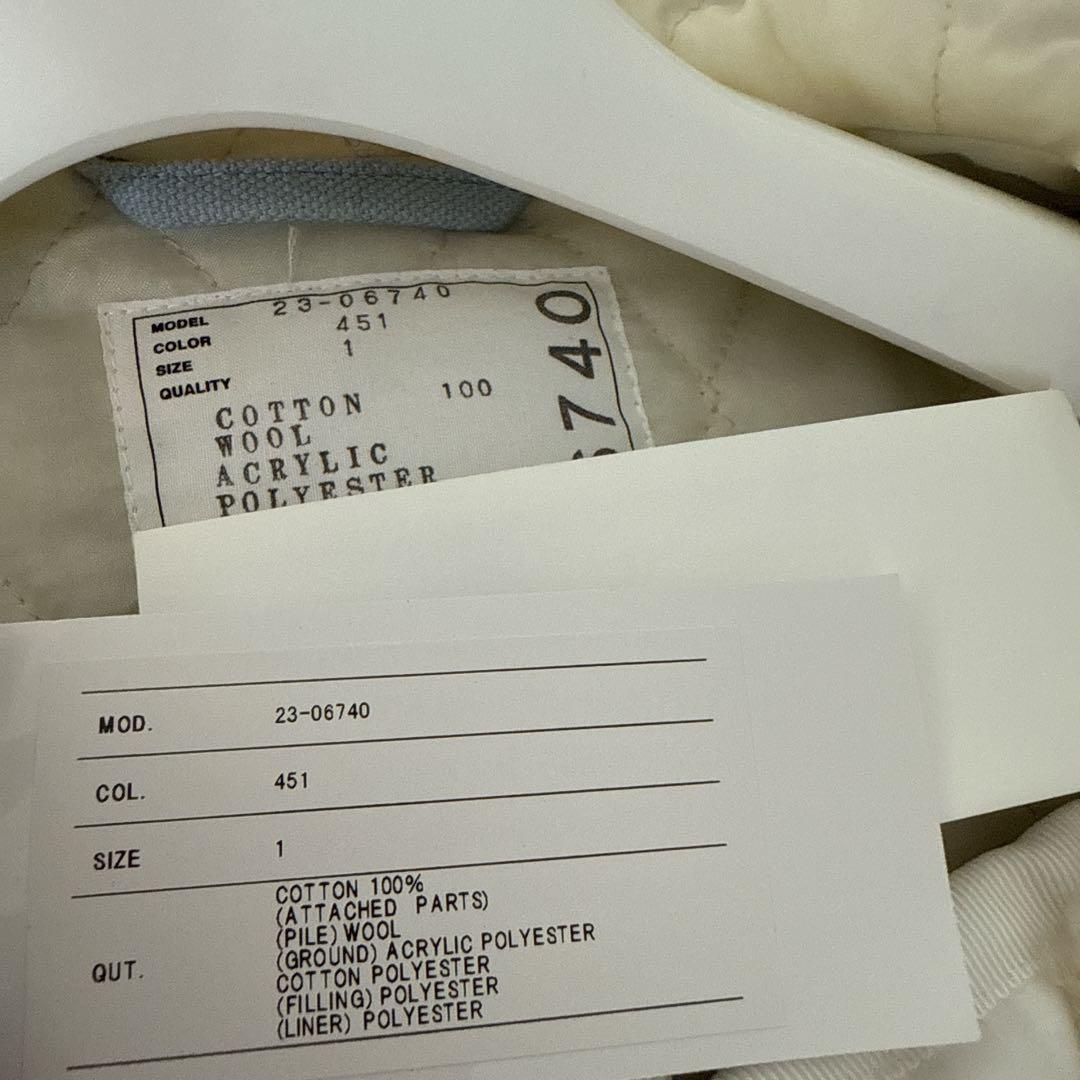 MODEL 23-06740
COLOR 451
SIZE 1
QUALITY
COTTON 100
WOOL
ACRYLIC
POLYESTER
6740
MOD. 23-06740
COL. 451
SIZE 1
QUT.
COTTON 100%
(ATTACHED PARTS)
(PILE) WOOL
(GROUND) ACRYLIC POLYESTER
COTTON POLYESTER
(FILLING) POLYESTER
(LINER) POLYESTER